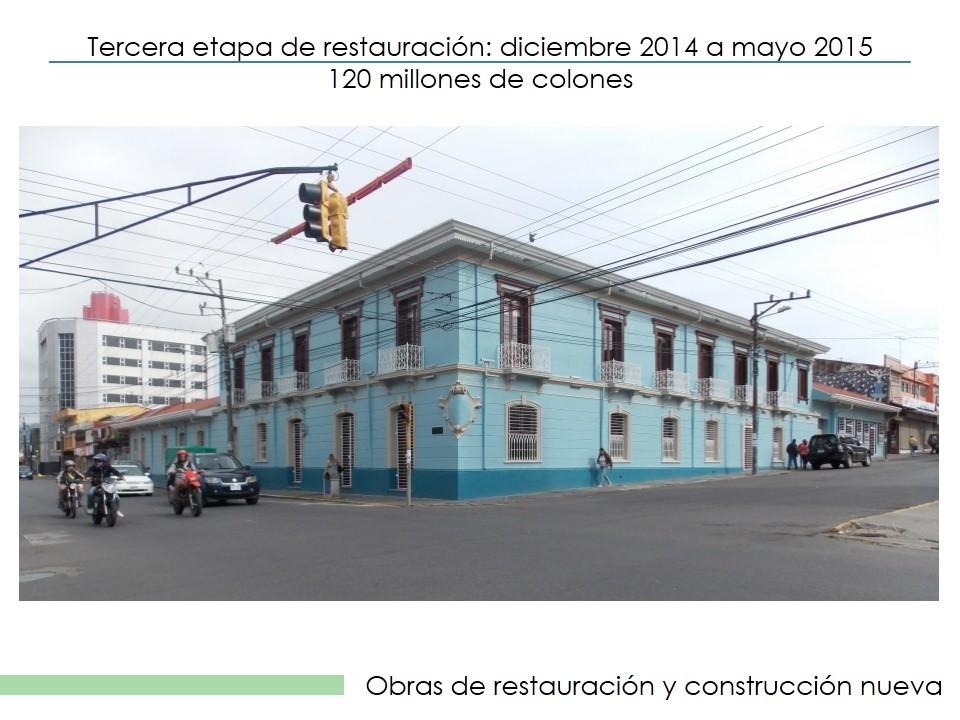 Tercera etapa de restauración: diciembre 2014 a mayo 2015
120 millones de colones
Obras de restauración y construcción nueva